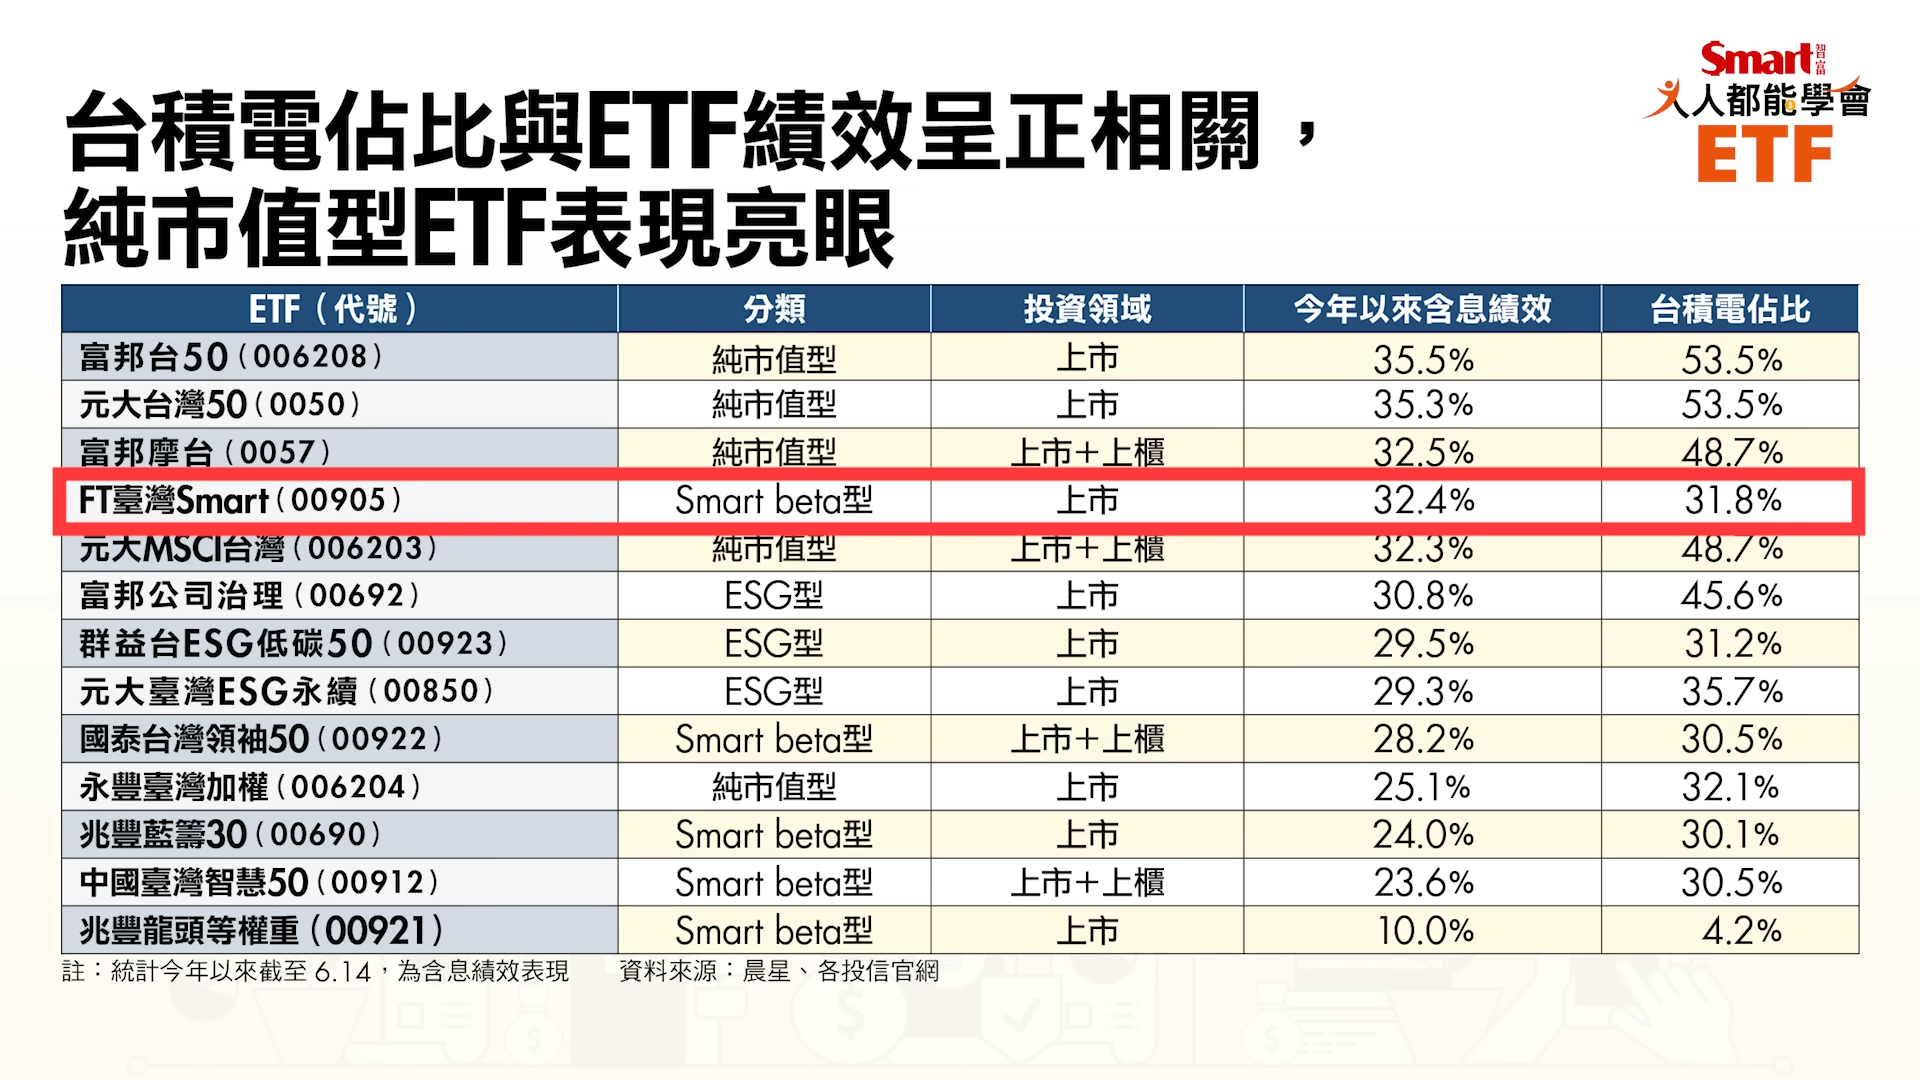 Smart智富
人人都能學會
ETF
台積電佔比與ETF績效呈正相關，
純市值型ETF表現亮眼
ETF（代號） 分類 投資領域 今年以來含息績效 台積電佔比
富邦台50（006208） 純市值型 上市 35.5% 53.5%
元大台灣50（0050） 純市值型 上市 35.3% 53.5%
富邦摩台（0057） 純市值型 上市＋上櫃 32.5% 48.7%
FT臺灣Smart（00905） Smart beta型 上市 32.4% 31.8%
元大MSCI台灣（006203） 純市值型 上市＋上櫃 32.3% 48.7%
富邦公司治理（00692） ESG型 上市 30.8% 45.6%
群益台ESG低碳50（00923） ESG型 上市 29.5% 31.2%
元大臺灣ESG永續（00850） ESG型 上市 29.3% 35.7%
國泰台灣領袖50（00922） Smart beta型 上市＋上櫃 28.2% 30.5%
永豐臺灣加權（006204） 純市值型 上市 25.1% 32.1%
兆豐藍籌30（00690） Smart beta型 上市 24.0% 30.1%
中國臺灣智慧50（00912） Smart beta型 上市＋上櫃 23.6% 30.5%
兆豐龍頭等權重（00921） Smart beta型 上市 10.0% 4.2%
註：統計今年以來截至 6.14，為含息績效表現 資料來源：晨星、各投信官網